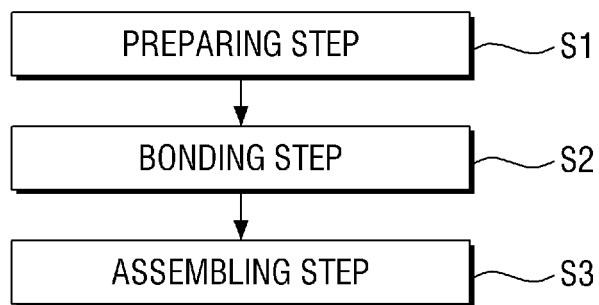 PREPARING STEP S1
BONDING STEP S2
ASSEMBLING STEP S3